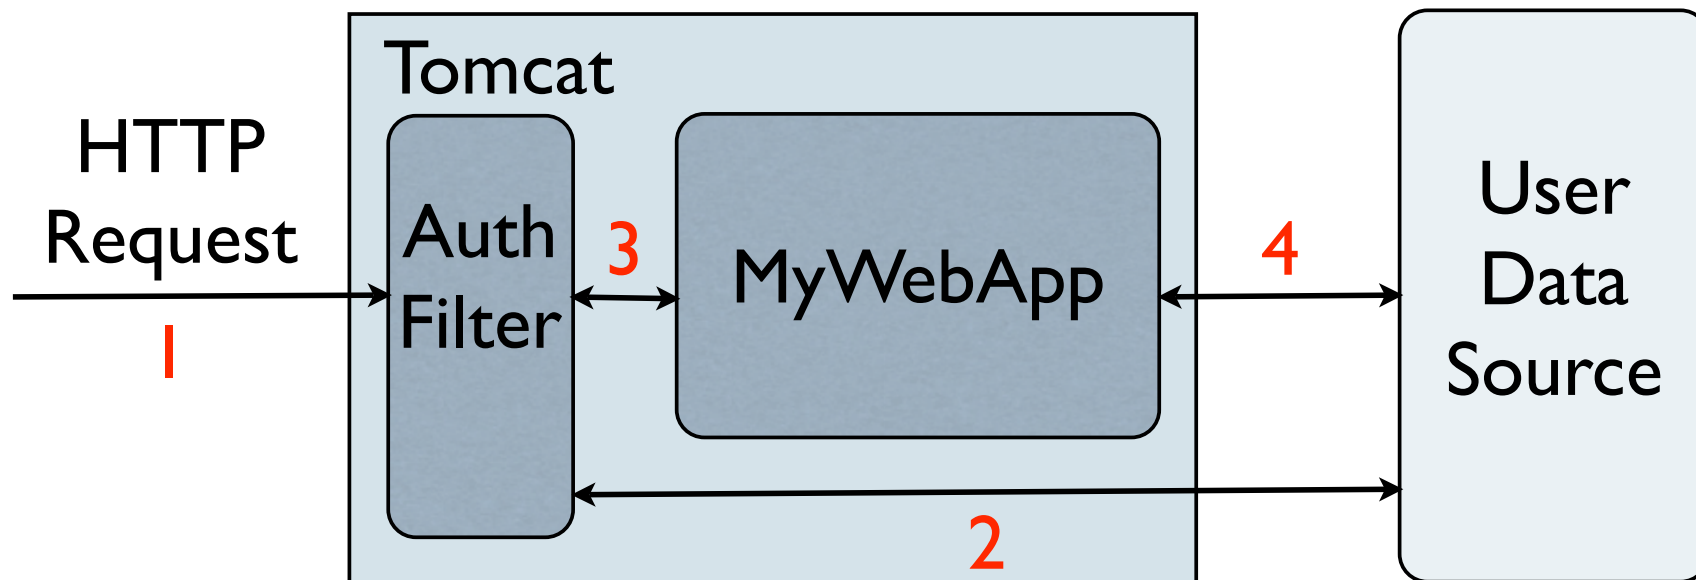 Tomcat
HTTP
Request
1
Auth
Filter
3
MyWebApp
4
User
Data
Source
2